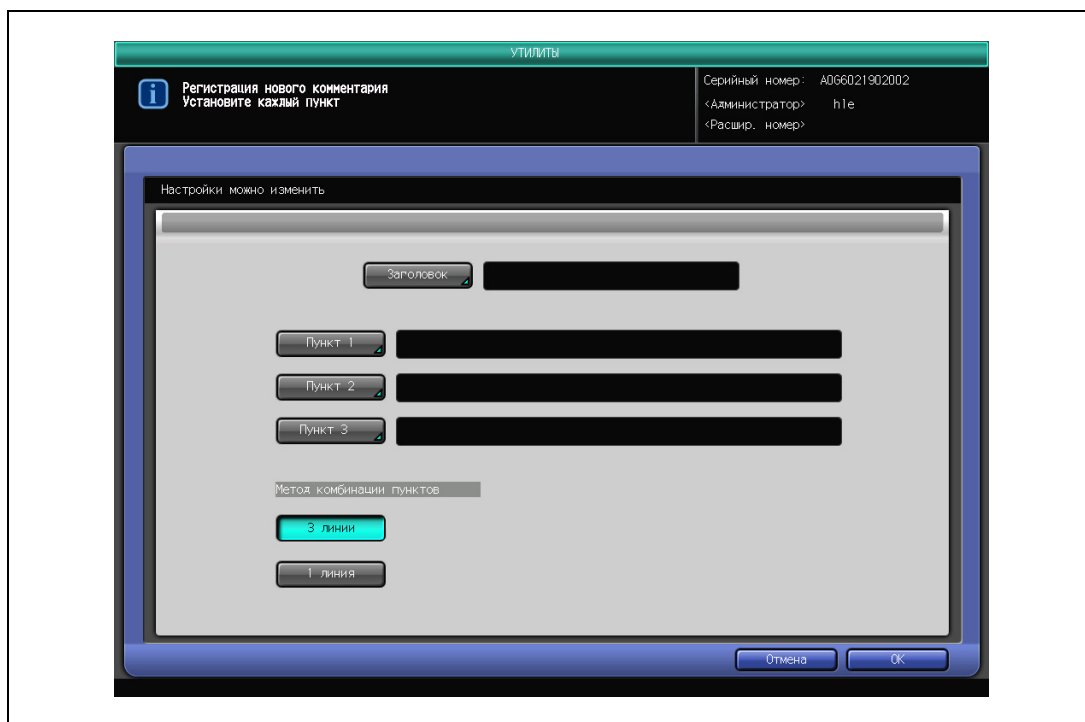 УТИЛИТЫ
Регистрация нового комментария
Установите каждый пункт
Серийный номер: A0G6021902002
<Администратор> hle
<Расшир. номер>
Настройки можно изменить
Заголовок
Пункт 1
Пункт 2
Пункт 3
Метод комбинации пунктов
3 линии
1 линия
Отмена
OK